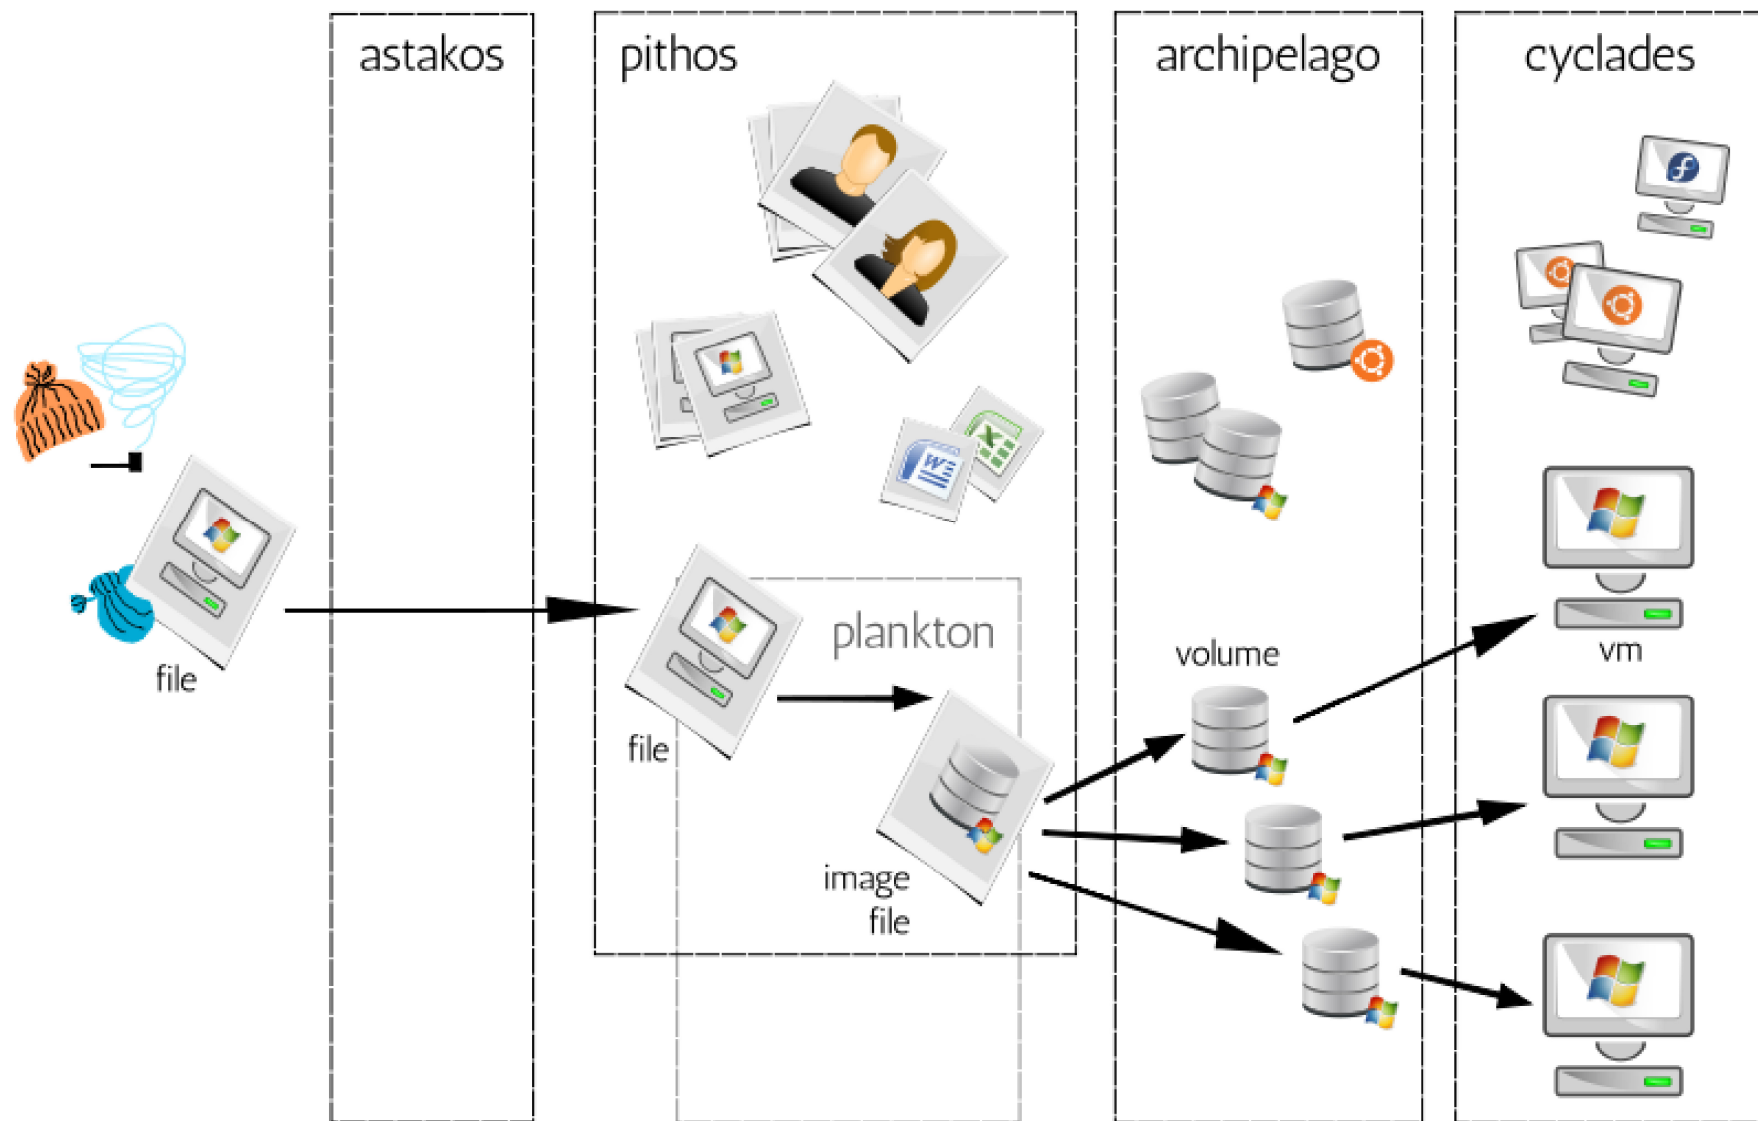 astakos
pithos
archipelago
cyclades
file
file
plankton
image
file
volume
vm